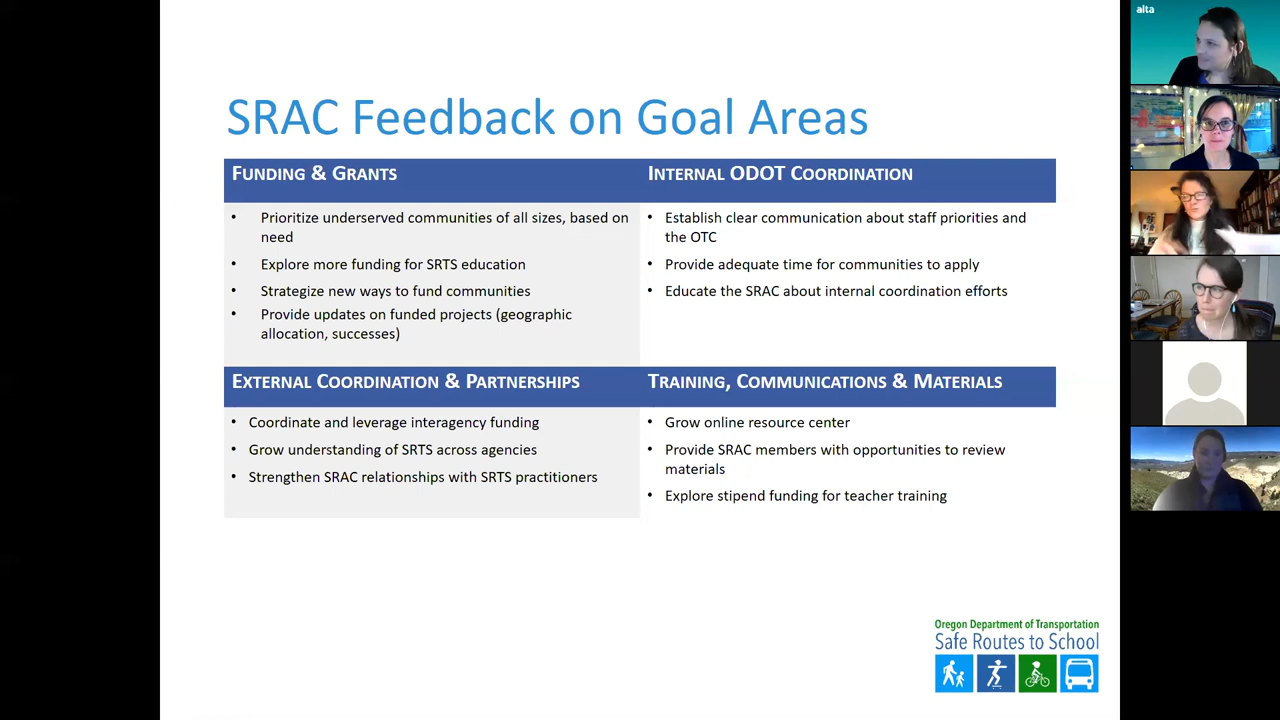 SRAC Feedback on Goal Areas
FUNDING & GRANTS
• Prioritize underserved communities of all sizes, based on
need
• Explore more funding for SRTS education
• Strategize new ways to fund communities
• Provide updates on funded projects (geographic
allocation, successes)
INTERNAL ODOT COORDINATION
• Establish clear communication about staff priorities and
the OTC
• Provide adequate time for communities to apply
• Educate the SRAC about internal coordination efforts
EXTERNAL COORDINATION & PARTNERSHIPS
• Coordinate and leverage interagency funding
• Grow understanding of SRTS across agencies
• Strengthen SRAC relationships with SRTS practitioners
TRAINING, COMMUNICATIONS & MATERIALS
• Grow online resource center
• Provide SRAC members with opportunities to review
materials
• Explore stipend funding for teacher training
Oregon Department of Transportation
Safe Routes to School
alta